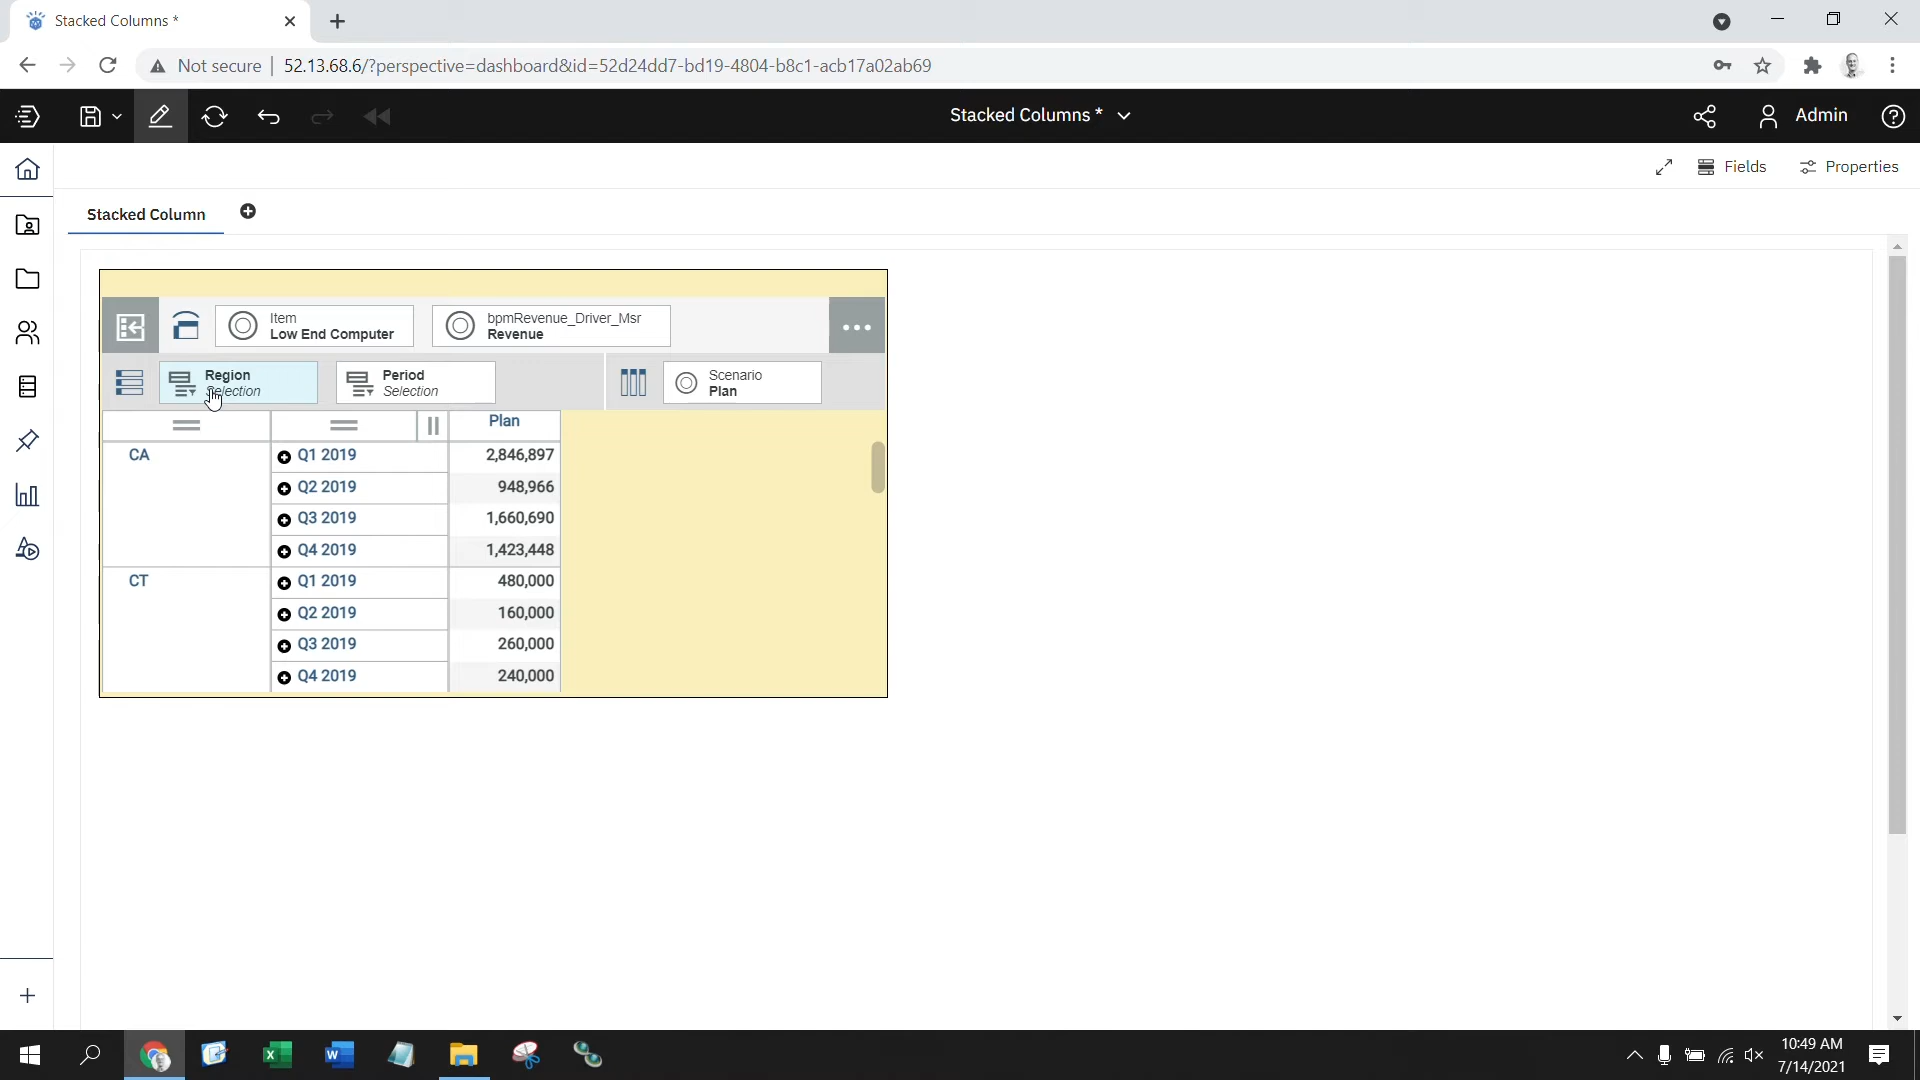 Stacked Columns *
Not secure | 52.13.68.6/?perspective=dashboard&id=52d24dd7-bd19-4804-b8c1-acb17a02ab69
Stacked Columns *
Admin
Fields
Properties
Stacked Column
Item
Low End Computer
bpmRevenue_Driver_Msr
Revenue
Region
Selection
Period
Selection
Scenario
Plan
Plan
CA
Q1 2019 2,846,897
Q2 2019 948,966
Q3 2019 1,660,690
Q4 2019 1,423,448
CT
Q1 2019 480,000
Q2 2019 160,000
Q3 2019 260,000
Q4 2019 240,000
10:49 AM
7/14/2021